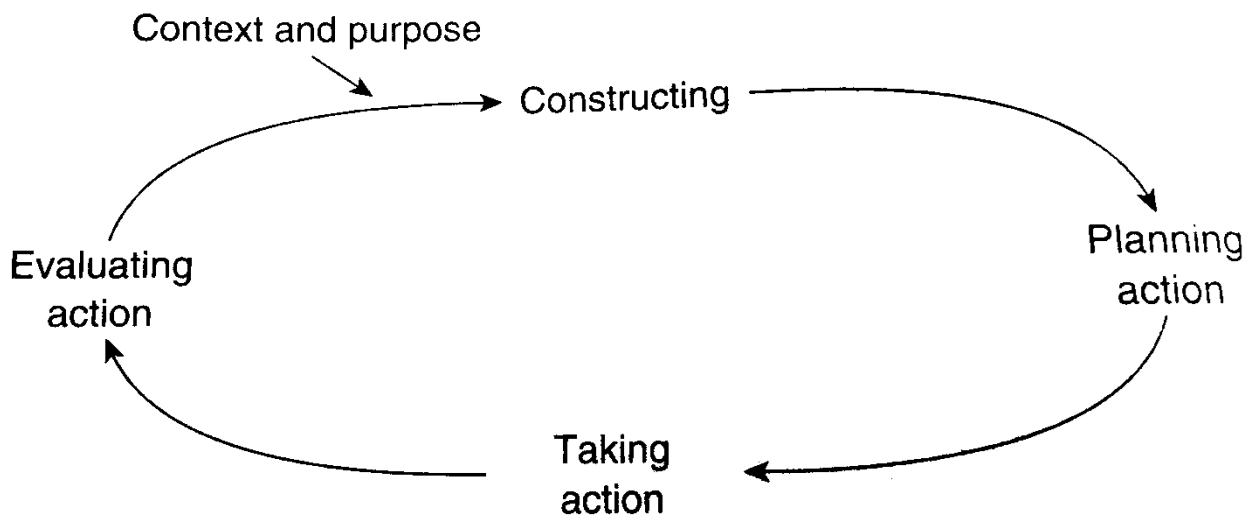 Context and purpose
Constructing
Planning
action
Evaluating
action
Taking
action